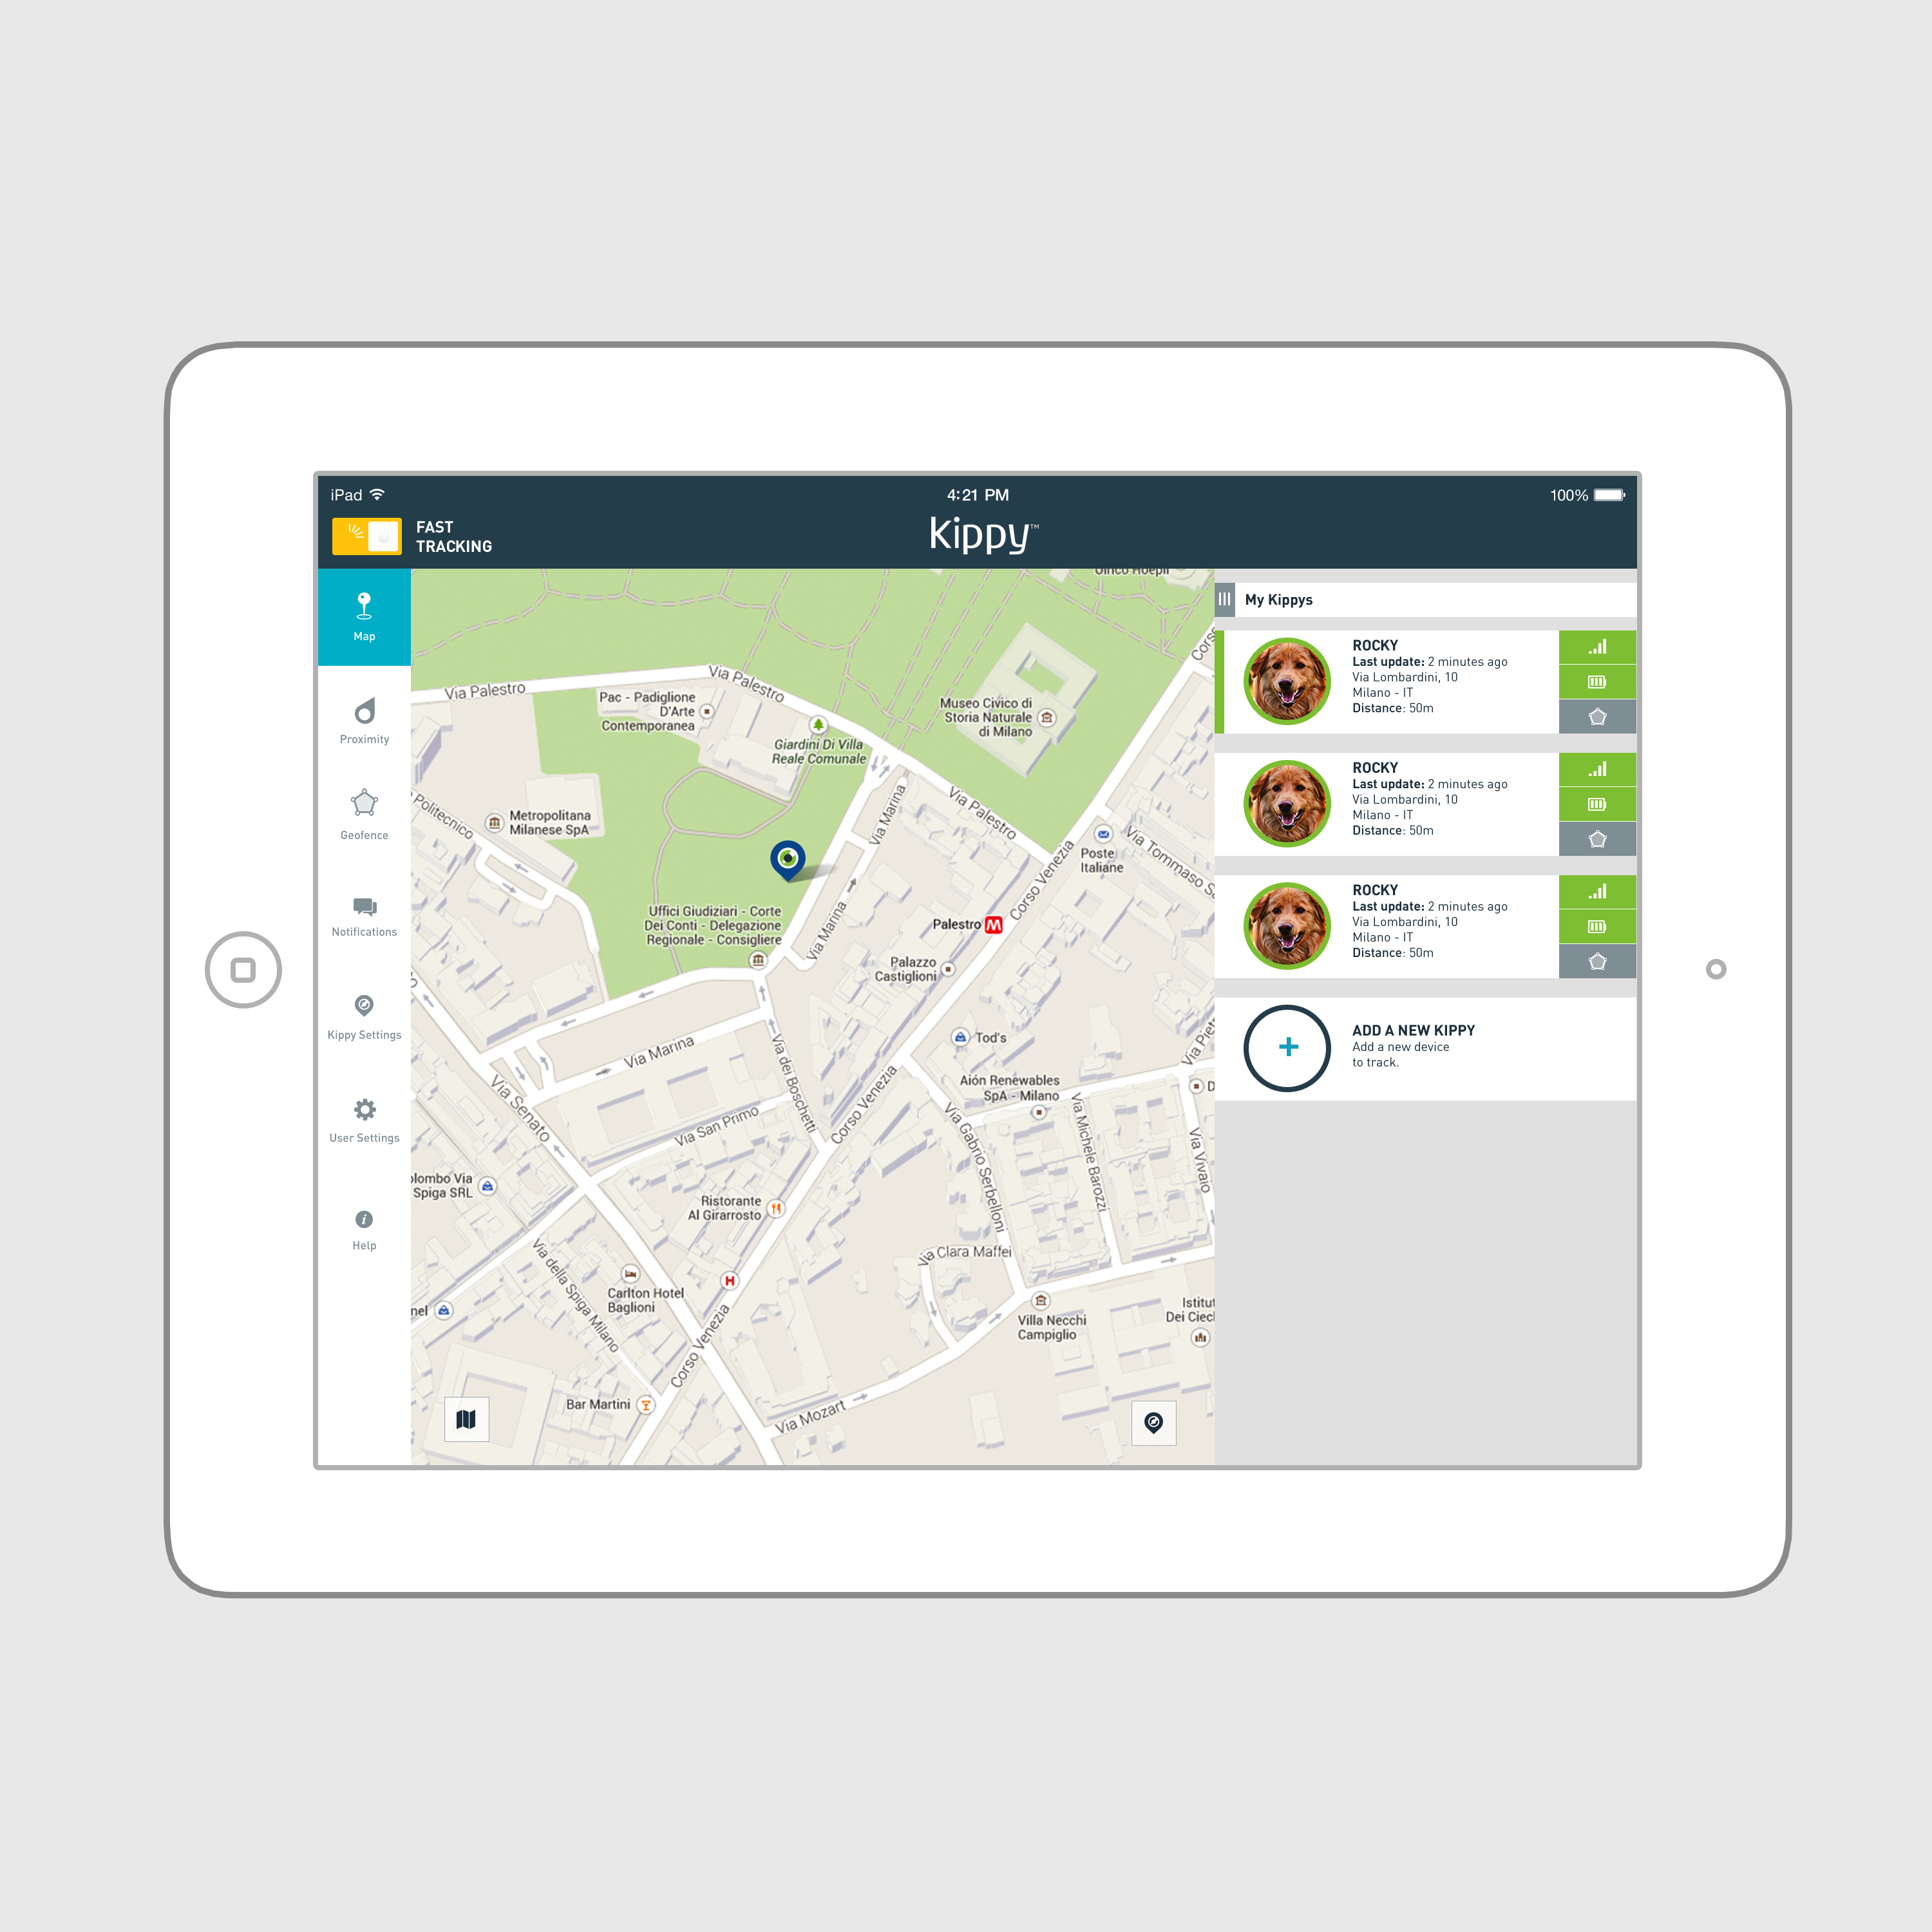 iPad
4:21 PM
100%
FAST
TRACKING
Kippy™
Map
Proximity
Geofence
Notifications
Kippy Settings
User Settings
Help
Ulrico Hoepli
Corso
Via Palestro
Via Palestro
Pac - Padiglione
D'Arte
Contemporanea
Museo Civico di
Storia Naturale
di Milano
Giardini Di Villa
Reale Comunale
Politecnico
Metropolitana
Milanese SpA
Via Marina
Via Palestro
Poste
Italiane
Via Tommaso S
Corso Venezia
Uffici Giudiziari - Corte
Dei Conti - Delegazione
Regionale - Consigliere
Via Marina
Palestro
M
Palazzo
Castiglioni
Tod's
Via Marina
Via dei Boschetti
Via Senato
Via San Primo
Corso Venezia
Aión Renewables
SpA - Milano
Via Piet
D
Via Gabrio Serbelloni
Via Michele Barozzi
Via Vivaio
olombo Via
Spiga SRL
Ristorante
Al Girarrosto
Via Clara Maffei
Via della Spiga Milano
Carlton Hotel
Baglioni
H
nel
Corso Venezia
Villa Necchi
Campiglio
Istitut
Dei Ciech
Bar Martini
Via Mozart
My Kippys
ROCKY
Last update: 2 minutes ago
Via Lombardini, 10
Milano - IT
Distance: 50m
ROCKY
Last update: 2 minutes ago
Via Lombardini, 10
Milano - IT
Distance: 50m
ROCKY
Last update: 2 minutes ago
Via Lombardini, 10
Milano - IT
Distance: 50m
ADD A NEW KIPPY
Add a new device
to track.